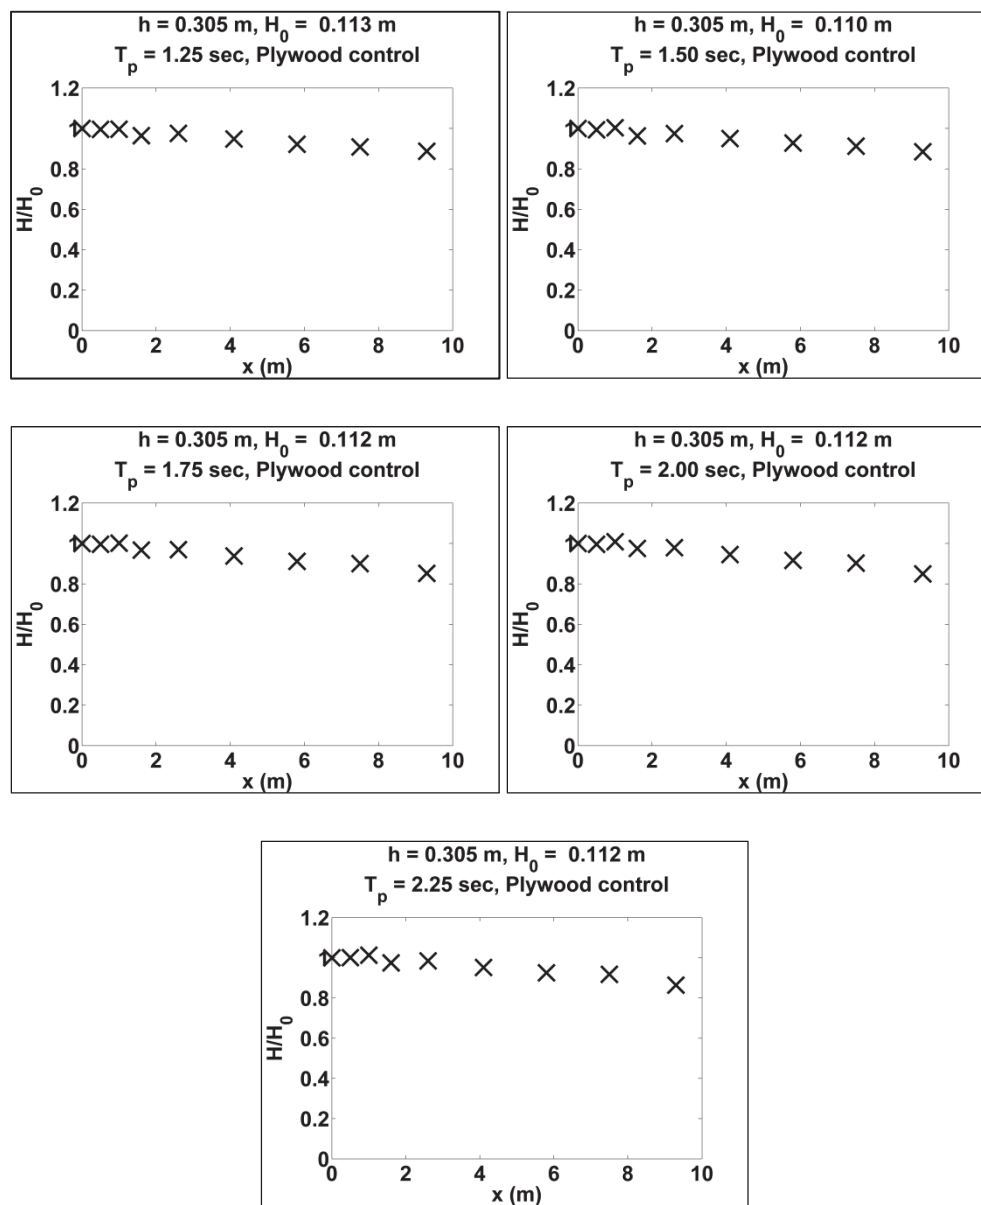 h = 0.305 m, H0 = 0.113 m
Tp = 1.25 sec, Plywood control
1.2
1
0.8
0.6
0.4
0.2
0
H/H0
0 2 4 6 8 10
x (m)
h = 0.305 m, H0 = 0.110 m
Tp = 1.50 sec, Plywood control
1.2
1
0.8
0.6
0.4
0.2
0
H/H0
0 2 4 6 8 10
x (m)
h = 0.305 m, H0 = 0.112 m
Tp = 1.75 sec, Plywood control
1.2
1
0.8
0.6
0.4
0.2
0
H/H0
0 2 4 6 8 10
x (m)
h = 0.305 m, H0 = 0.112 m
Tp = 2.00 sec, Plywood control
1.2
1
0.8
0.6
0.4
0.2
0
H/H0
0 2 4 6 8 10
x (m)
h = 0.305 m, H0 = 0.112 m
Tp = 2.25 sec, Plywood control
1.2
1
0.8
0.6
0.4
0.2
0
H/H0
0 2 4 6 8 10
x (m)